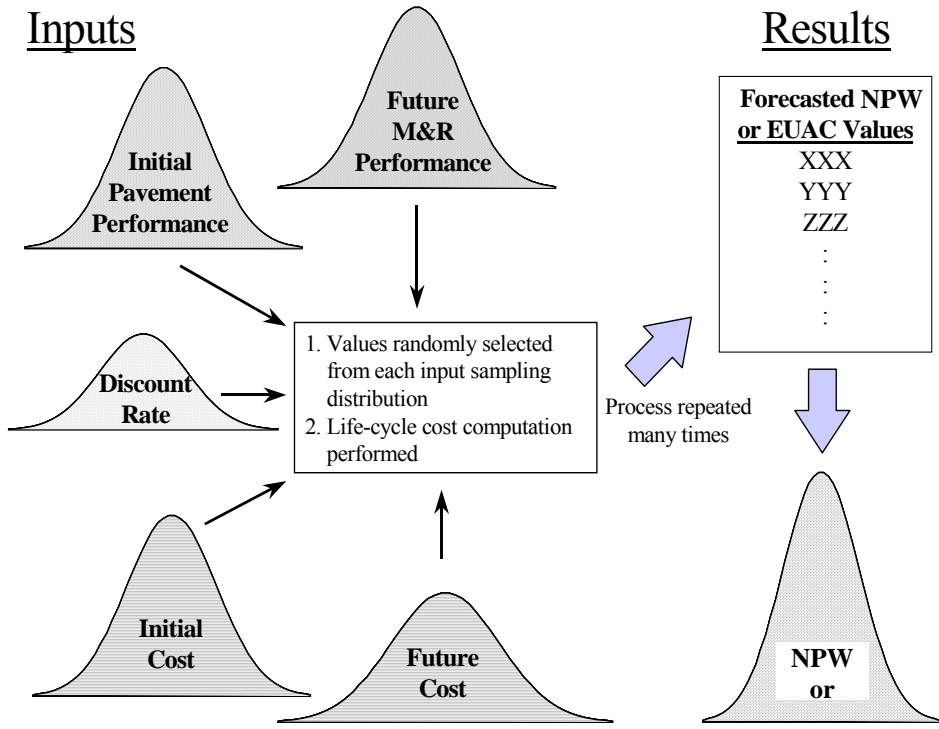 Inputs
Results
Initial
Pavement
Performance
Future
M&R
Performance
Discount
Rate
Initial
Cost
Future
Cost
1. Values randomly selected
from each input sampling
distribution
2. Life-cycle cost computation
performed
Process repeated
many times
Forecasted NPW
or EUAC Values
XXX
YYY
ZZZ
:
:
:
NPW
or